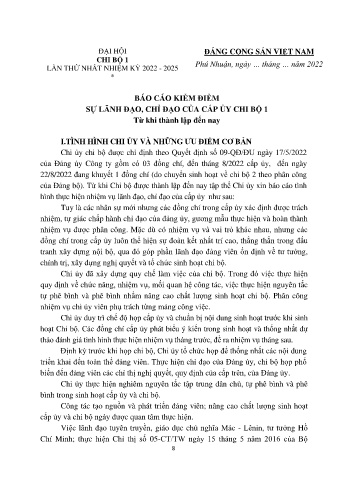 ĐẠI HỘI
CHI BỘ 1
LẦN THỨ NHẤT NHIỆM KỲ 2022 - 2025
*
ĐẢNG CỘNG SẢN VIỆT NAM
Phú Nhuận, ngày ... tháng ... năm 2022
BÁO CÁO KIỂM ĐIỂM
SỰ LÃNH ĐẠO, CHỈ ĐẠO CỦA CẤP ỦY CHI BỘ 1
Từ khi thành lập đến nay
I.TÌNH HÌNH CHI ỦY VÀ NHỮNG ƯU ĐIỂM CƠ BẢN
Chi ủy chi bộ được chỉ định theo Quyết định số 09-QĐ/ĐU ngày 17/5/2022
của Đảng ủy Công ty gồm có 03 đồng chí, đến tháng 8/2022 cấp ủy, đến ngày
22/8/2022 đang khuyết 1 đồng chí (do chuyển sinh hoạt về chi bộ 2 theo phân công
của Đảng bộ). Từ khi Chi bộ được thành lập đến nay tập thể Chi ủy xin báo cáo tình
hình thực hiện nhiệm vụ lãnh đạo, chỉ đạo của cấp ủy như sau:
Tuy là các nhân sự mới nhưng các đồng chí trong cấp ủy xác định được trách
nhiệm, tự giác chấp hành chỉ đạo của đảng ủy, gương mẫu thực hiện và hoàn thành
nhiệm vụ được phân công. Mặc dù có nhiệm vụ và vai trò khác nhau, nhưng các
đồng chí trong cấp ủy luôn thể hiện sự đoàn kết nhất trí cao, thẳng thắn trong đấu
tranh xây dựng nội bộ, qua đó góp phần lãnh đạo đảng viên ổn định về tư tưởng,
chính trị, xây dựng nghị quyết và tổ chức sinh hoạt chi bộ.
Chi ủy đã xây dựng quy chế làm việc của chi bộ. Trong đó việc thực hiện
quy định về chức năng, nhiệm vụ, mối quan hệ công tác, việc thực hiện nguyên tắc
tự phê bình và phê bình nhằm nâng cao chất lượng sinh hoạt chi bộ. Phân công
nhiệm vụ chi ủy viên phụ trách từng mảng công việc.
Chi ủy duy trì chế độ họp cấp ủy và chuẩn bị nội dung sinh hoạt trước khi sinh
hoạt Chi bộ. Các đồng chí cấp ủy phát biểu ý kiến trong sinh hoạt và thống nhất dự
thảo đánh giá tình hình thực hiện nhiệm vụ tháng trước, đề ra nhiệm vụ tháng sau.
Định kỳ trước khi họp chi bộ, Chi ủy tổ chức họp để thống nhất các nội dung
triển khai đến toàn thể đảng viên. Thực hiện chỉ đạo của Đảng ủy, chi bộ họp phổ
biến đến đảng viên các chỉ thị nghị quyết, quy định của cấp trên, của Đảng ủy.
Chi ủy thực hiện nghiêm nguyên tắc tập trung dân chủ, tự phê bình và phê
bình trong sinh hoạt cấp ủy và chi bộ.
Công tác tạo nguồn và phát triển đảng viên; nâng cao chất lượng sinh hoạt
cấp ủy và chi bộ ngày được quan tâm thực hiện.
Việc lãnh đạo tuyên truyền, giáo dục chủ nghĩa Mác - Lênin, tư tưởng Hồ
Chí Minh; thực hiện Chỉ thị số 05-CT/TW ngày 15 tháng 5 năm 2016 của Bộ
8